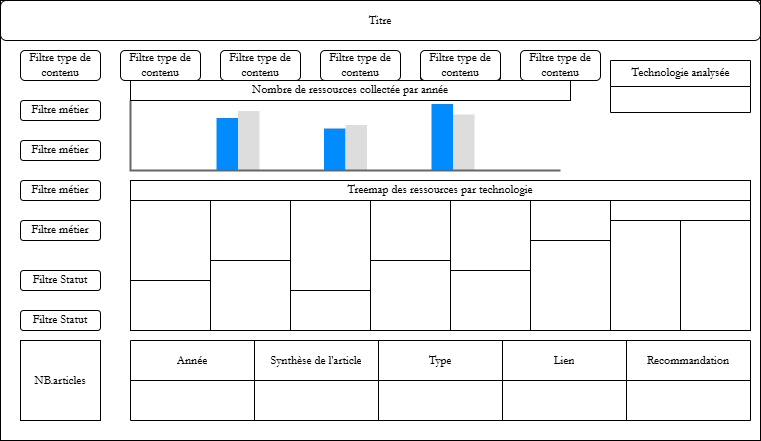 Titre
Filtre type de
contenu
Filtre type de
contenu
Filtre type de
contenu
Filtre type de
contenu
Filtre type de
contenu
Filtre type de
contenu
Technologie analysée
Nombre de ressources collectée par année
Filtre métier
Filtre métier
Filtre métier
Treemap des ressources par technologie
Filtre métier
Filtre Statut
Filtre Statut
NB.articles
Année
Synthèse de l'article
Type
Lien
Recommandation